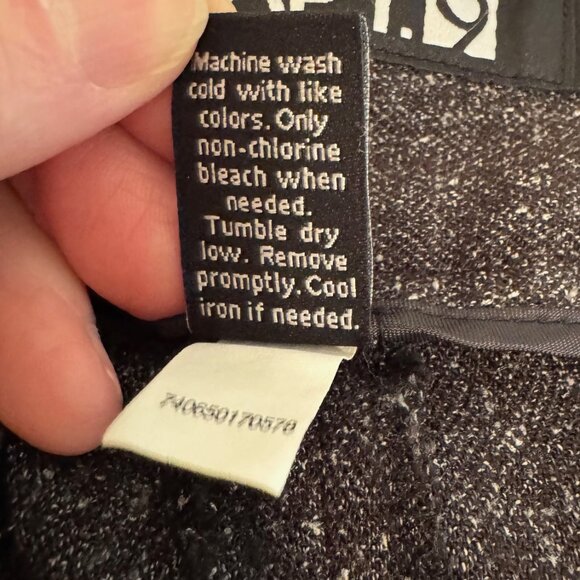 Machine wash
cold with like
colors. Only
non-chlorine
bleach when
needed.
Tumble dry
low. Remove
promptly. Cool
iron if needed.
740650170570